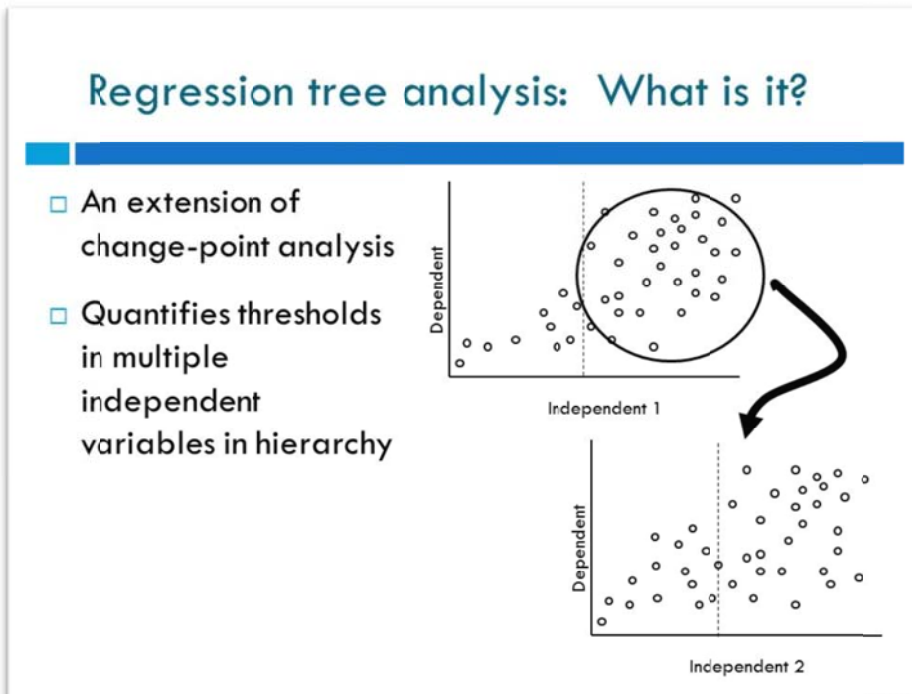 Regression tree analysis: What is it?
An extension of
change-point analysis
Quantifies thresholds
in multiple
independent
variables in hierarchy
Dependent
Independent 1
Dependent
Independent 2